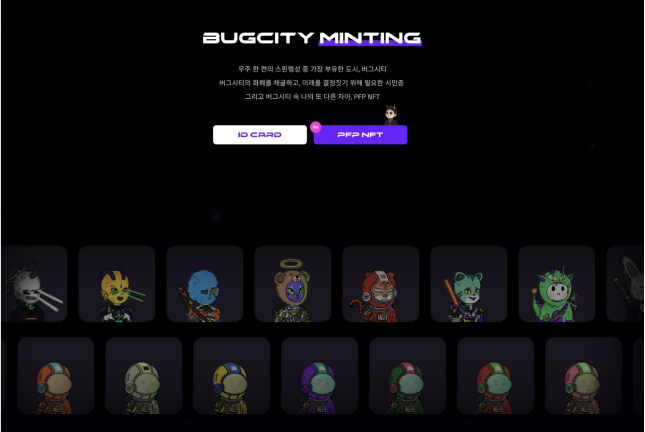 BUGCITY MINTING
우주 한 켠의 스핀행성 중 가장 부유한 도시, 버그시티
버그시티의 화폐를 채굴하고, 미래를 결정짓기 위해 필요한 시민증
그리고 버그시티 속 나의 또 다른 자아, PFP NFT
ID CARD
PFP NFT